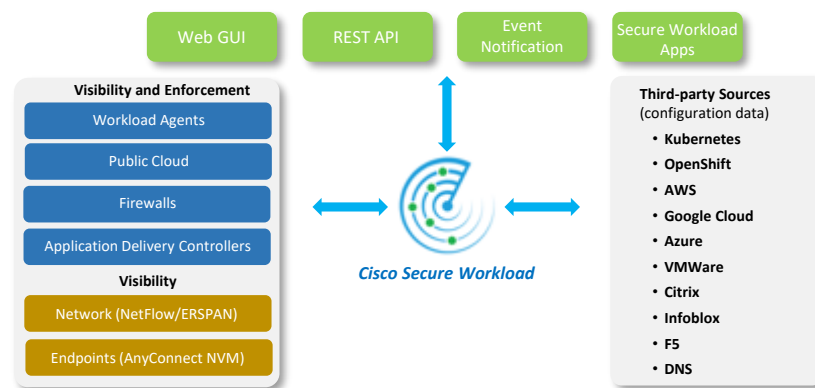 Web GUI
REST API
Event
Notification
Secure Workload
Apps
Visibility and Enforcement
Workload Agents
Public Cloud
Firewalls
Application Delivery Controllers
Visibility
Network (NetFlow/ERSPAN)
Endpoints (AnyConnect NVM)
Cisco Secure Workload
Third-party Sources
(configuration data)
• Kubernetes
• OpenShift
• AWS
• Google Cloud
• Azure
• VMWare
• Citrix
• Infoblox
• F5
• DNS